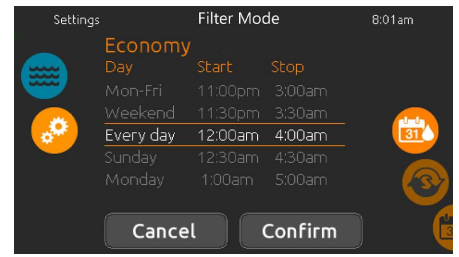 Settings Filter Mode 8:01am
Economy
Day Start Stop
Mon-Fri 11:00pm 3:00am
Weekend 11:30pm 3:30am
Every day 12:00am 4:00am
31
Sunday 12:30am 4:30am
Monday 1:00am 5:00am
S
3
Cancel Confirm